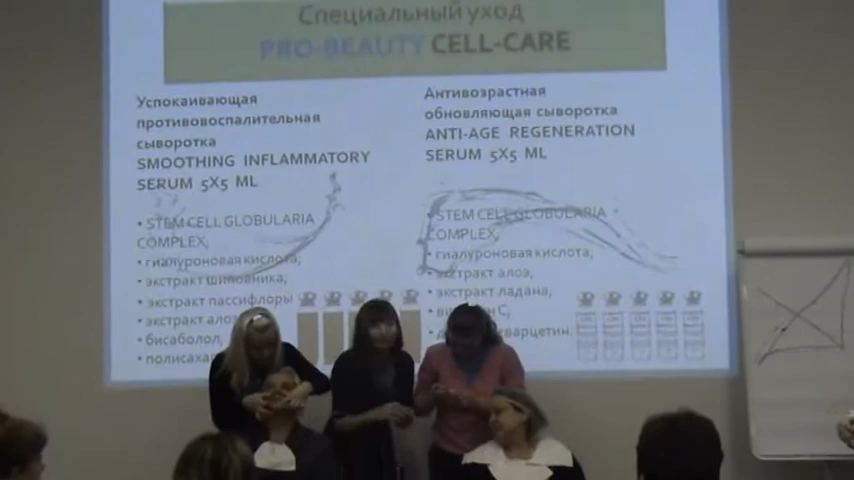 Специальный уход
PRO-BEAUTY CELL-CARE
Успокаивающая
противовоспалительная
сыворотка
SMOOTHING INFLAMMATORY
SERUM 5X5 ML
• STEM CELL GLOBULARIA
COMPLEX,
• гиалуроновая кислота,
• экстракт шиповника,
• экстракт пассифлоры
• экстракт
• бисаболол,
Антивозрастная
обновляющая сыворотка
ANTI-AGE REGENERATION
SERUM 5X5 ML
• STEM CELL GLOBULARIA
COMPLEX,
• гиалуроновая кислота,
• экстракт алоэ,
• экстракт ладана,